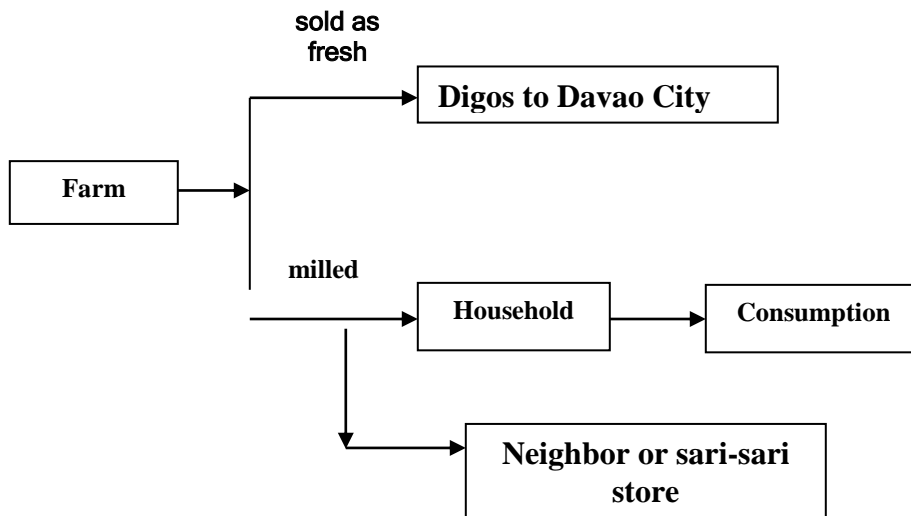 sold as
fresh
Digos to Davao City
Farm
milled
Household
Consumption
Neighbor or sari-sari
store